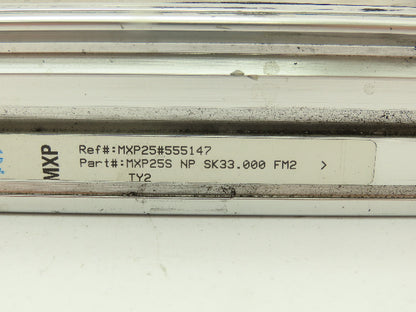 MXP
Ref#:MXP25#555147
Part#:MXP25S NP SK33.000 FM2 >
TY2